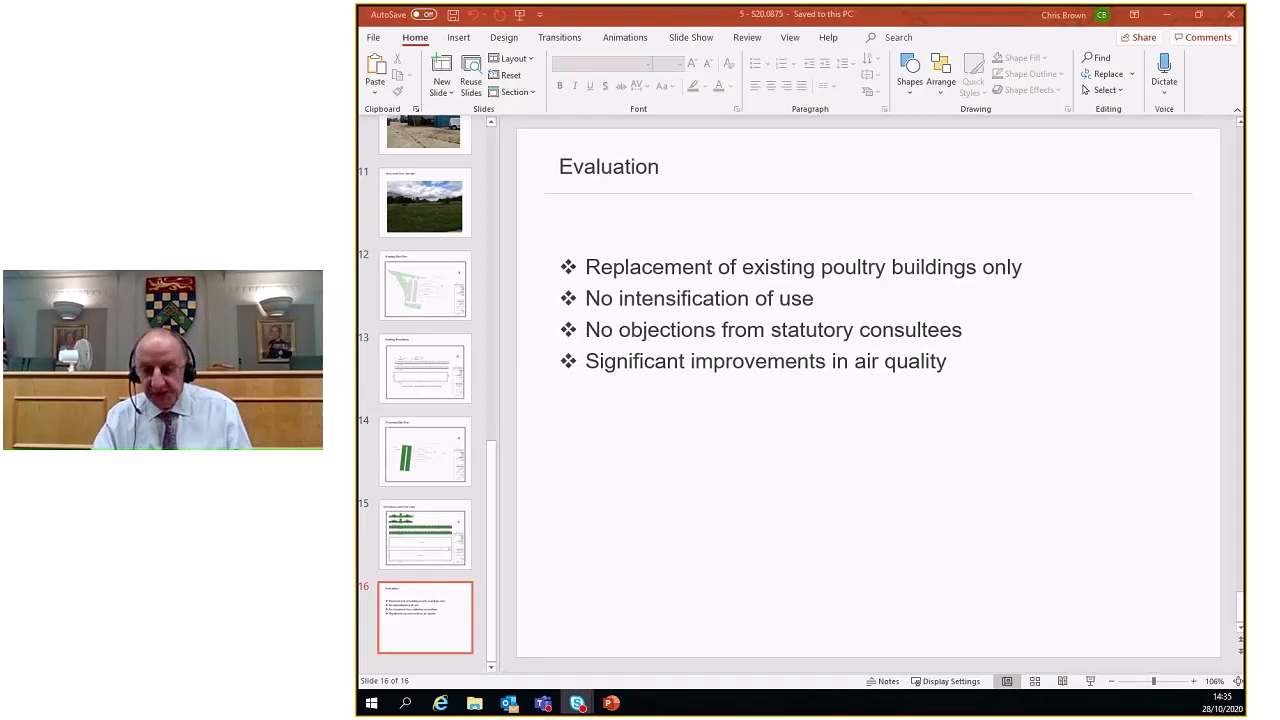 AutoSave Off
5 - S20.0875 - Saved to this PC
Chris Brown CB
File Home Insert Design Transitions Animations Slide Show Review View Help Search Share Comments
Paste
New Slide
Reuse Slides
Layout
Reset
Section
B I U S ab AV Aa A
Shapes
Arrange
Quick Styles
Shape Fill
Shape Outline
Shape Effects
Find
Replace
Select
Dictate
Clipboard Slides Font Paragraph Drawing Editing Voice
11
12
13
14
15
16
Evaluation
❖ Replacement of existing poultry buildings only
❖ No intensification of use
❖ No objections from statutory consultees
❖ Significant improvements in air quality
Slide 16 of 16
Notes Display Settings 106%
14:35
28/10/2020